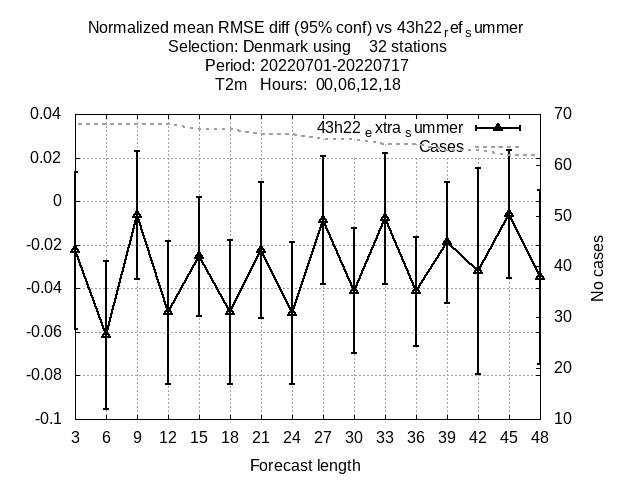 Normalized mean RMSE diff (95% conf) vs 43h22refsummer
Selection: Denmark using 32 stations
Period: 20220701-20220717
T2m Hours: 00,06,12,18
0.04
0.02
0
-0.02
-0.04
-0.06
-0.08
-0.1
43h22extrasummer
Cases
70
60
50
40
30
20
10
No cases
3 6 9 12 15 18 21 24 27 30 33 36 39 42 45 48
Forecast length